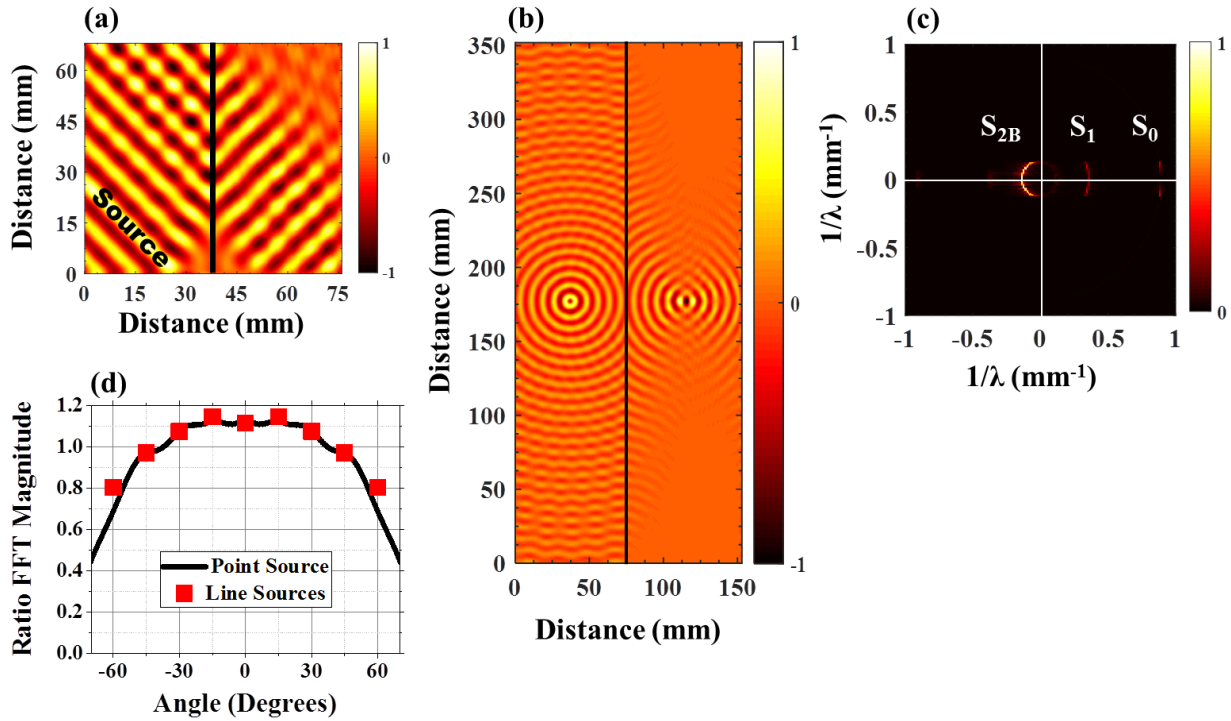 (a)
Distance (mm)
60
45
30
15
0
Source
0 15 30 45 60 75
Distance (mm)
1
0
-1
(b)
Distance (mm)
350
300
250
200
150
100
50
0
0 50 100 150
Distance (mm)
1
0
-1
(c)
1/λ (mm-1)
1
0.5
0
-0.5
-1
S2B S1 S0
-1 -0.5 0 0.5 1
1/λ (mm-1)
1
0
(d)
Ratio FFT Magnitude
1.2
1.0
0.8
0.6
0.4
0.2
0.0
Point Source
Line Sources
-60 -30 0 30 60
Angle (Degrees)